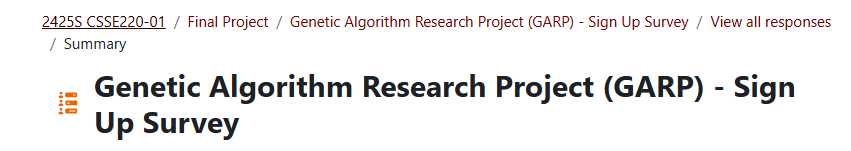 2425S CSSE220-01 / Final Project / Genetic Algorithm Research Project (GARP) - Sign Up Survey / View all responses
/ Summary
Genetic Algorithm Research Project (GARP) - Sign
Up Survey